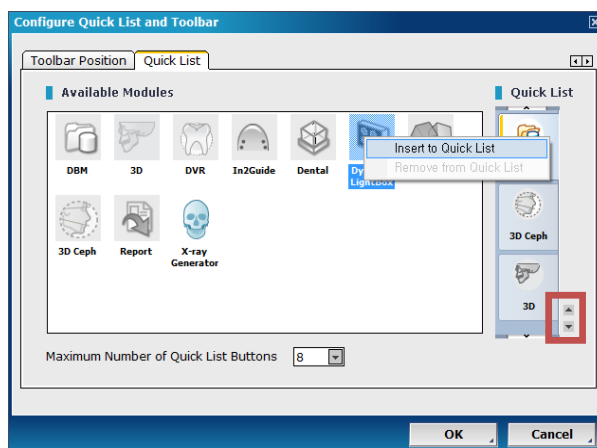 Configure Quick List and Toolbar
Toolbar Position
Quick List
Available Modules
Quick List
DBM
3D
DVR
In2Guide
Dental
Insert to Quick List
Remove from Quick List
LightBox
3D Ceph
Report
X-ray
Generator
3D Ceph
3D
Maximum Number of Quick List Buttons
8
OK
Cancel